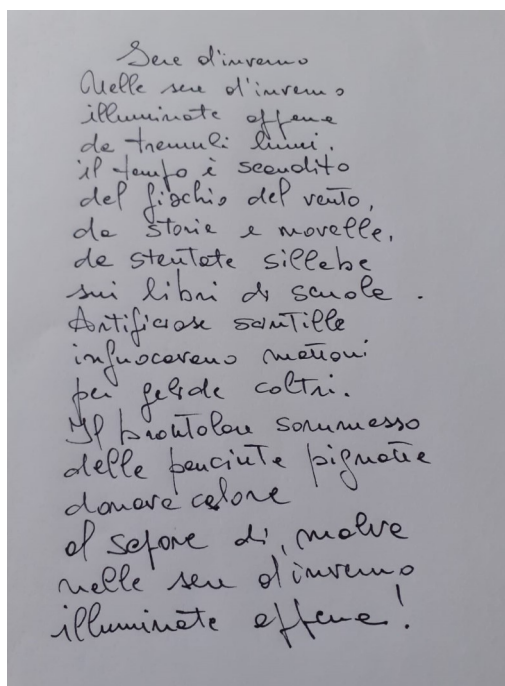 Sere d'inverno
Nelle sere d'inverno
illuminate appena
da tremuli lumi,
il tempo è scandito
del fischio del vento,
da storie e novelle,
da stentate sillabe
sui libri di scuola.
Artificiose scintille
infuocavano mattoni
per gelide coltri.
Il brontolare sommesso
delle panciute pignatte
donava calore
al sapore di malva
nelle sere d'inverno
illuminate appena!